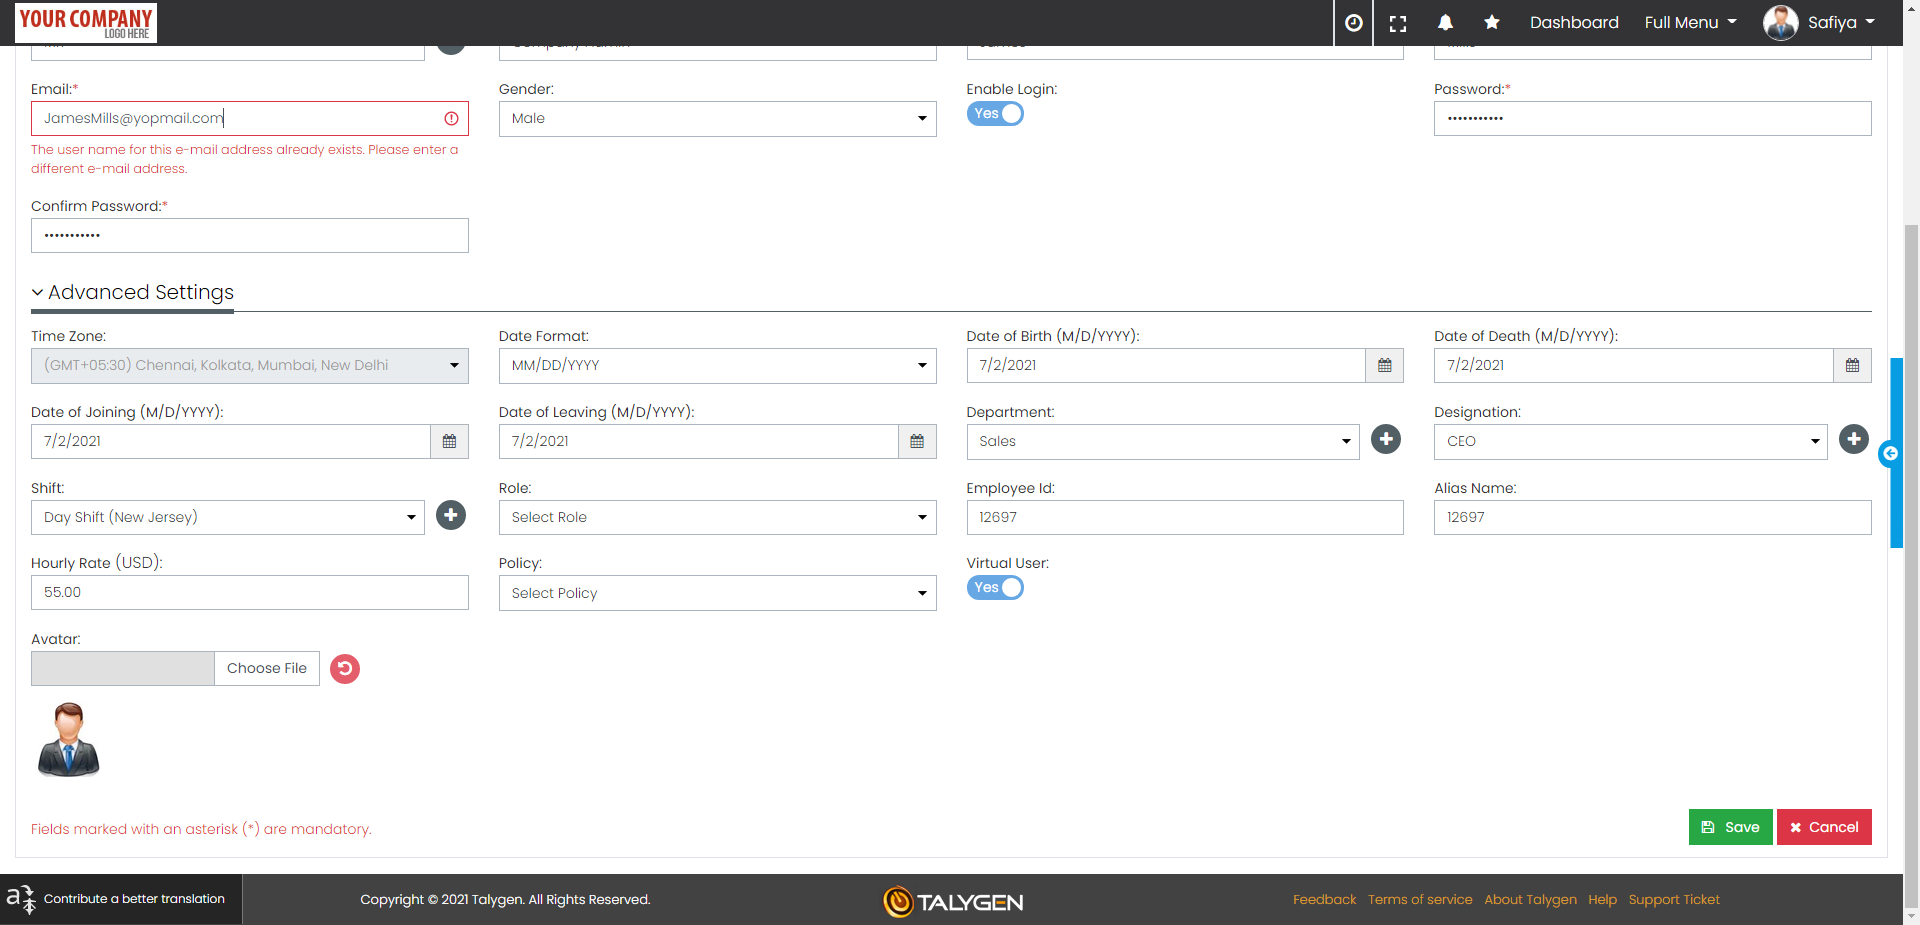 YOUR COMPANY
LOGO HERE
Dashboard
Full Menu
Safiya
Email:*
Gender:
Enable Login:
Password:*
JamesMills@yopmail.com
Male
Yes
•••••••••••
The user name for this e-mail address already exists. Please enter a
different e-mail address.
Confirm Password:*
•••••••••••
Advanced Settings
Time Zone:
Date Format:
Date of Birth (M/D/YYYY):
Date of Death (M/D/YYYY):
(GMT+05:30) Chennai, Kolkata, Mumbai, New Delhi
MM/DD/YYYY
7/2/2021
7/2/2021
Date of Joining (M/D/YYYY):
Date of Leaving (M/D/YYYY):
Department:
Designation:
7/2/2021
7/2/2021
Sales
CEO
Shift:
Role:
Employee Id:
Alias Name:
Day Shift (New Jersey)
Select Role
12697
12697
Hourly Rate (USD):
Policy:
Virtual User:
55.00
Select Policy
Yes
Avatar:
Choose File
Fields marked with an asterisk (*) are mandatory.
Save
Cancel
Contribute a better translation
Copyright © 2021 Talygen. All Rights Reserved.
TALYGEN
Feedback
Terms of service
About Talygen
Help
Support Ticket